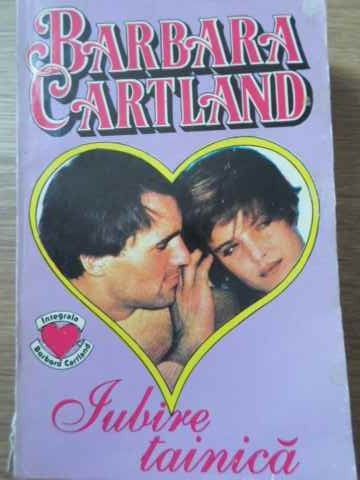 BARBARA
CARTLAND
Integrala
Barbara Cartland
Iubire
tainică